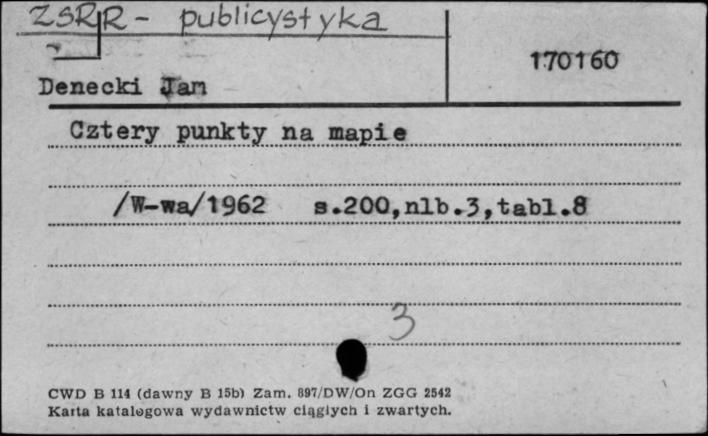 ZSRR - publicystyka
170160
Denecki Jan
Cztery punkty na mapie
/W-wa/1962 s.200,nlb.3,tabl.8
3
CWD B 114 (dawny B 15b) Zam. 897/DW/On ZGG 2542
Karta katalogowa wydawnictw ciągłych i zwartych.